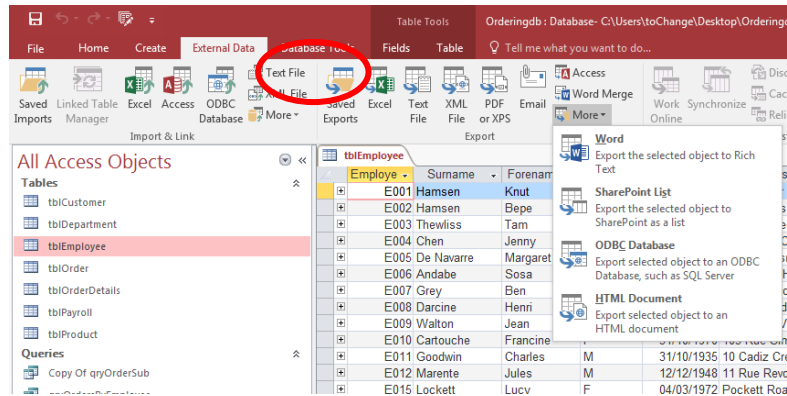 Table Tools Orderingdb : Database- C:\Users\toChange\Desktop\Ordering
File Home Create External Data Database Tools Fields Table Tell me what you want to do...
Saved Imports
Linked Table Manager
Excel
Access
ODBC Database
Text File
XML File
More
Import & Link
Saved Exports
Excel
Text File
XML File
PDF or XPS
Email
Access
Word Merge
More
Export
Work Online
Synchronize
Word
Export the selected object to Rich
Text
SharePoint List
Export the selected object to
SharePoint as a list
ODBC Database
Export selected object to an ODBC
Database, such as SQL Server
HTML Document
Export selected object to an
HTML document
All Access Objects
Tables
tblCustomer
tblDepartment
tblEmployee
tblOrder
tblOrderDetails
tblPayroll
tblProduct
Queries
Copy Of qryOrderSub
tblEmployee
Employe Surname Forenam
E001 Hamsen Knut
E002 Hamsen Bepe
E003 Thewliss Tam
E004 Chen Jenny
E005 De Navarre Margaret
E006 Andabe Sosa
E007 Grey Ben
E008 Darcine Henri
E009 Walton Jean
E010 Cartouche Francine
E011 Goodwin Charles M 31/10/1935 10 Cadiz Cre
E012 Marente Jules M 12/12/1948 11 Rue Revo
E015 Lockett Lucy F 04/03/1972 Pockett Roa